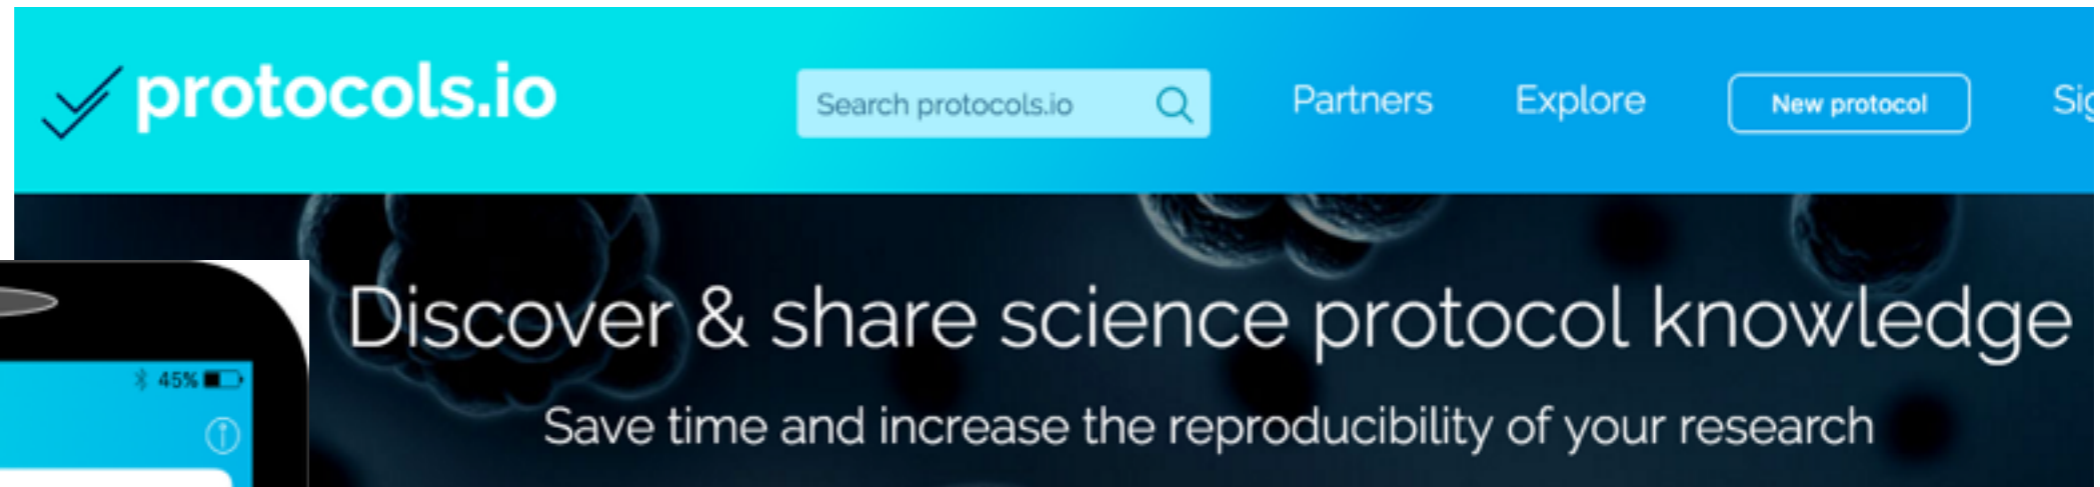 protocols.io
Search protocols.io
Partners
Explore
New protocol
Discover & share science protocol knowledge
45%
Save time and increase the reproducibility of your research